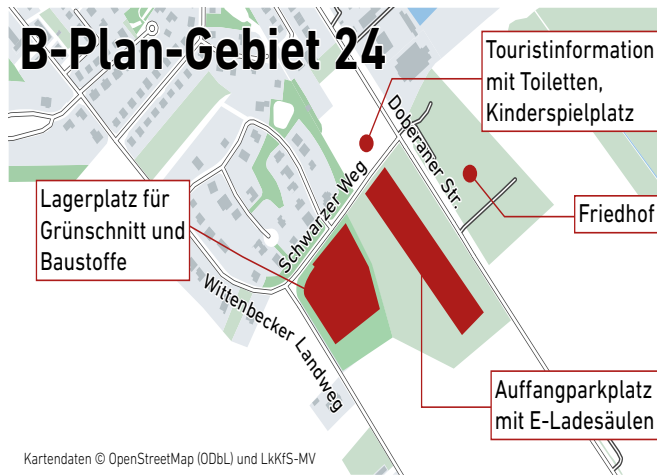 B-Plan-Gebiet 24
Touristinformation
mit Toiletten,
Kinderspielplatz
Doberaner Str.
Schwarzer Weg
Lagerplatz für
Grünschnitt und
Baustoffe
Friedhof
Wittenbecker
Landweg
Auffangparkplatz
mit E-Ladesäulen
Kartendaten © OpenStreetMap (ODbL) und LkKfS-MV